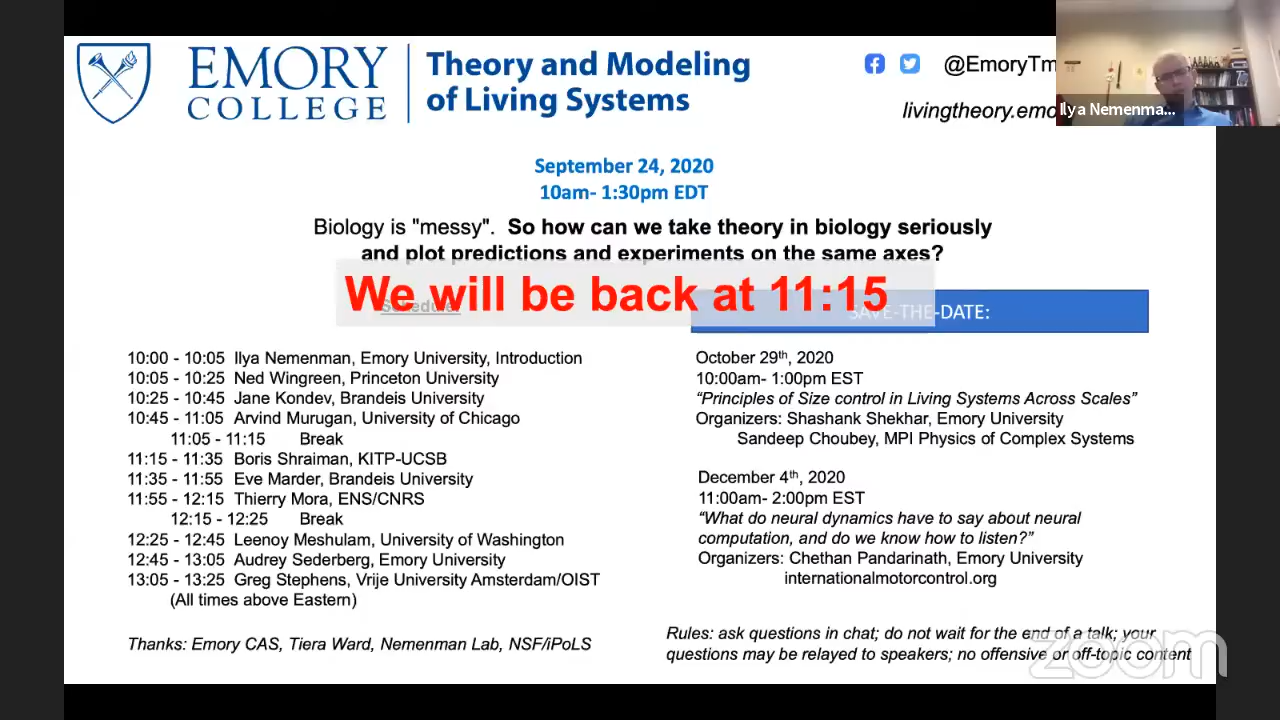 EMORY
COLLEGE
Theory and Modeling
of Living Systems
@EmoryTm
livingtheory.emo
Ilya Nemenma...
September 24, 2020
10am- 1:30pm EDT
Biology is "messy".  So how can we take theory in biology seriously
and plot predictions and experiments on the same axes?
We will be back at 11:15
Schedule:
SAVE-THE-DATE:
10:00 - 10:05  Ilya Nemenman, Emory University, Introduction
10:05 - 10:25  Ned Wingreen, Princeton University
10:25 - 10:45  Jane Kondev, Brandeis University
10:45 - 11:05  Arvind Murugan, University of Chicago
11:05 - 11:15  Break
11:15 - 11:35  Boris Shraiman, KITP-UCSB
11:35 - 11:55  Eve Marder, Brandeis University
11:55 - 12:15  Thierry Mora, ENS/CNRS
12:15 - 12:25  Break
12:25 - 12:45  Leenoy Meshulam, University of Washington
12:45 - 13:05  Audrey Sederberg, Emory University
13:05 - 13:25  Greg Stephens, Vrije University Amsterdam/OIST
(All times above Eastern)
Thanks: Emory CAS, Tiera Ward, Nemenman Lab, NSF/iPoLS
October 29th, 2020
10:00am- 1:00pm EST
“Principles of Size control in Living Systems Across Scales”
Organizers: Shashank Shekhar, Emory University
Sandeep Choubey, MPI Physics of Complex Systems
December 4th, 2020
11:00am- 2:00pm EST
“What do neural dynamics have to say about neural
computation, and do we know how to listen?”
Organizers: Chethan Pandarinath, Emory University
internationalmotorcontrol.org
Rules: ask questions in chat; do not wait for the end of a talk; your
questions may be relayed to speakers; no offensive or off-topic content
zoom